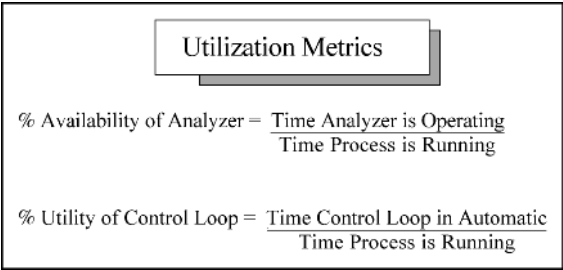 Utilization Metrics
% Availability of Analyzer = Time Analyzer is Operating
Time Process is Running
% Utility of Control Loop = Time Control Loop in Automatic
Time Process is Running